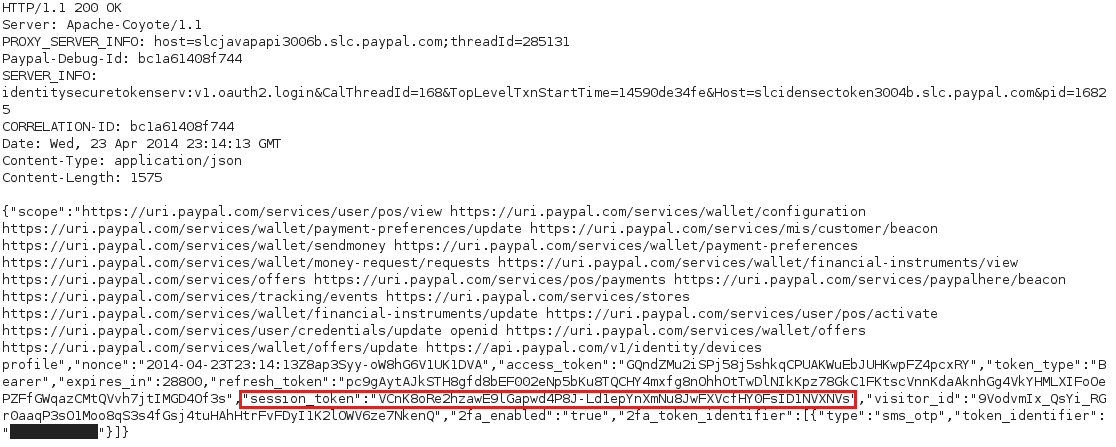 HTTP/1.1 200 OK
Server: Apache-Coyote/1.1
PROXY_SERVER_INFO: host=slcjavapapi3006b.slc.paypal.com;threadId=285131
Paypal-Debug-Id: bc1a61408f744
SERVER_INFO:
identitysecuretokenserv:v1.oauth2.login&CalThreadId=168&TopLevelTxnStartTime=14590de34fe&Host=slcidensectoken3004b.slc.paypal.com&pid=1682
5
CORRELATION-ID: bc1a61408f744
Date: Wed, 23 Apr 2014 23:14:13 GMT
Content-Type: application/json
Content-Length: 1575

{"scope":"https://uri.paypal.com/services/user/pos/view https://uri.paypal.com/services/wallet/configuration
https://uri.paypal.com/services/wallet/payment-preferences/update https://uri.paypal.com/services/mis/customer/beacon
https://uri.paypal.com/services/wallet/sendmoney https://uri.paypal.com/services/wallet/payment-preferences
https://uri.paypal.com/services/wallet/money-request/requests https://uri.paypal.com/services/wallet/financial-instruments/view
https://uri.paypal.com/services/offers https://uri.paypal.com/services/pos/payments https://uri.paypal.com/services/paypalhere/beacon
https://uri.paypal.com/services/tracking/events https://uri.paypal.com/services/stores
https://uri.paypal.com/services/wallet/financial-instruments/update https://uri.paypal.com/services/user/pos/activate
https://uri.paypal.com/services/user/credentials/update openid https://uri.paypal.com/services/wallet/offers
https://uri.paypal.com/services/wallet/offers/update https://api.paypal.com/v1/identity/devices
profile","nonce":"2014-04-23T23:14:13Z8ap3Syy-oW8hG6V1UK1DVA","access_token":"GQndZMu2iSPj58j5shkqCPUAKWuEbJUHKwpFZ4pcxRY","token_type":"B
earer","expires_in":28800,"refresh_token":"pc9gAytAJkSTH8gfd8bEF002eNp5bKu8TQCHY4mxfg8nOhhOtTwDlNIkKpz78GkC1FKtscVnnKdaAknhGg4VkYHMLXIFoOe
PZFfGWqazCMtQVvh7jtIMGD4Of3s","session_token":"VCnK8oRe2hzawE9lGapwd4P8J-Ld1epYnXmNu8JwFXVcfHY0FsID1NVXNVs","visitor_id":"9VodvmIx_QsYi_RG
r0aaqP3sO1Moo8qS3s4fGsj4tuHAhHtrFvFDyI1K2lOWV6ze7NkenQ","2fa_enabled":"true","2fa_token_identifier":[{"type":"sms_otp","token_identifier":
""}]}